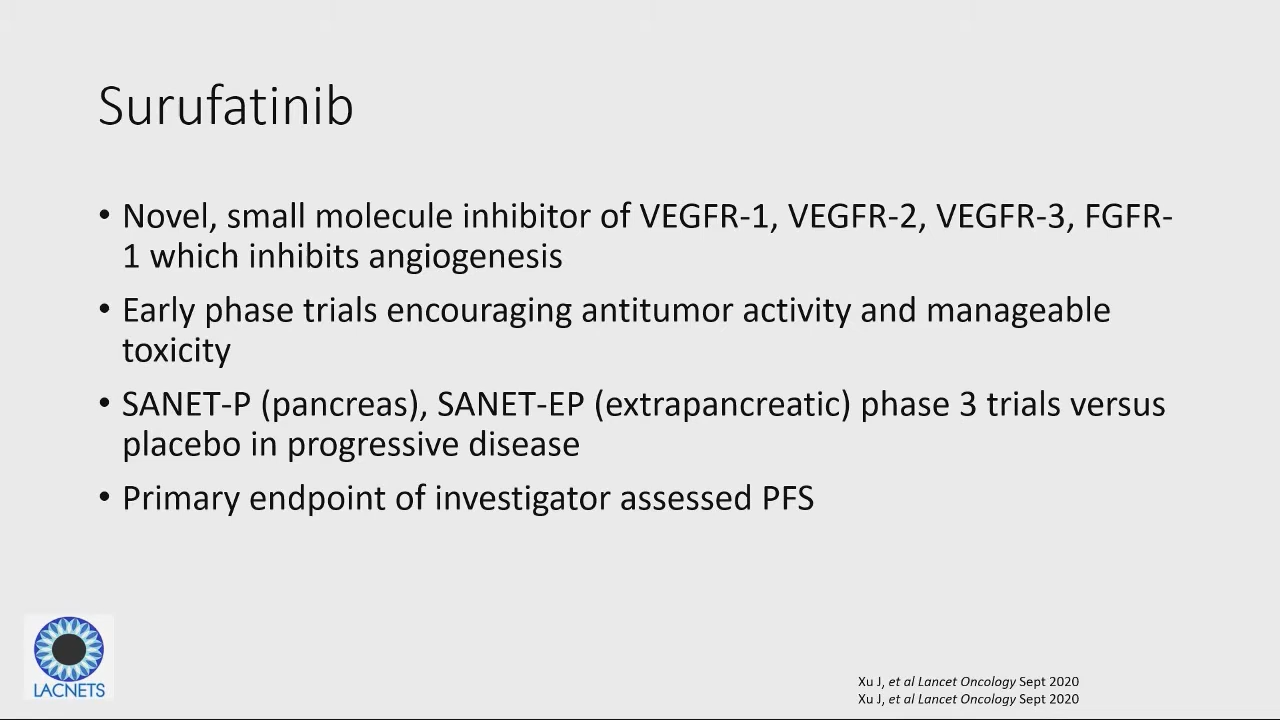 Surufatinib
• Novel, small molecule inhibitor of VEGFR-1, VEGFR-2, VEGFR-3, FGFR-
1 which inhibits angiogenesis
• Early phase trials encouraging antitumor activity and manageable
toxicity
• SANET-P (pancreas), SANET-EP (extrapancreatic) phase 3 trials versus
placebo in progressive disease
• Primary endpoint of investigator assessed PFS
LACNETS
Xu J, et al Lancet Oncology Sept 2020
Xu J, et al Lancet Oncology Sept 2020